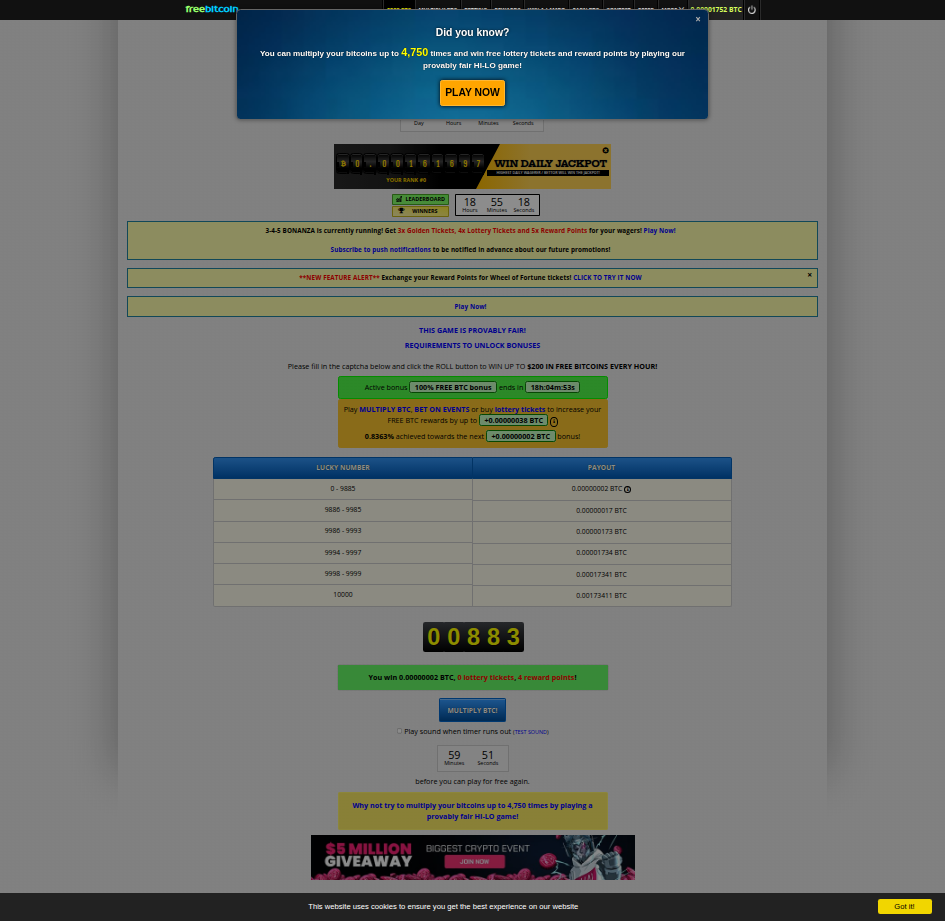 freebitcoin
0.00001752 BTC
×
Did you know?
You can multiply your bitcoins up to 4,750 times and win free lottery tickets and reward points by playing our
provably fair HI-LO game!
PLAY NOW
Day Hours Minutes Seconds
WIN DAILY JACKPOT
YOUR RANK #0
LEADERBOARD
WINNERS
18 55 18
Hours Minutes Seconds
3-4-5 BONANZA is currently running! Get 3x Golden Tickets, 4x Lottery Tickets and 5x Reward Points for your wagers! Play Now!
Subscribe to push notifications to be notified in advance about our future promotions!
**NEW FEATURE ALERT** Exchange your Reward Points for Wheel of Fortune tickets! CLICK TO TRY IT NOW
×
Play Now!
THIS GAME IS PROVABLY FAIR!
REQUIREMENTS TO UNLOCK BONUSES
Please fill in the captcha below and click the ROLL button to WIN UP TO $200 IN FREE BITCOINS EVERY HOUR!
Active bonus 100% FREE BTC bonus ends in 18h:04m:53s
Play MULTIPLY BTC, BET ON EVENTS or buy lottery tickets to increase your
FREE BTC rewards by up to +0.00000038 BTC
0.8363% achieved towards the next +0.00000002 BTC bonus!
LUCKY NUMBER PAYOUT
0 - 9885 0.00000002 BTC
9886 - 9985 0.00000017 BTC
9986 - 9993 0.00000173 BTC
9994 - 9997 0.00001734 BTC
9998 - 9999 0.00017341 BTC
10000 0.00173411 BTC
00883
You win 0.00000002 BTC, 0 lottery tickets, 4 reward points!
MULTIPLY BTC!
Play sound when timer runs out (TEST SOUND)
59 51
Minutes Seconds
before you can play for free again.
Why not try to multiply your bitcoins up to 4,750 times by playing a
provably fair HI-LO game!
$5 MILLION
GIVEAWAY
BIGGEST CRYPTO EVENT
JOIN NOW
This website uses cookies to ensure you get the best experience on our website
Got it!